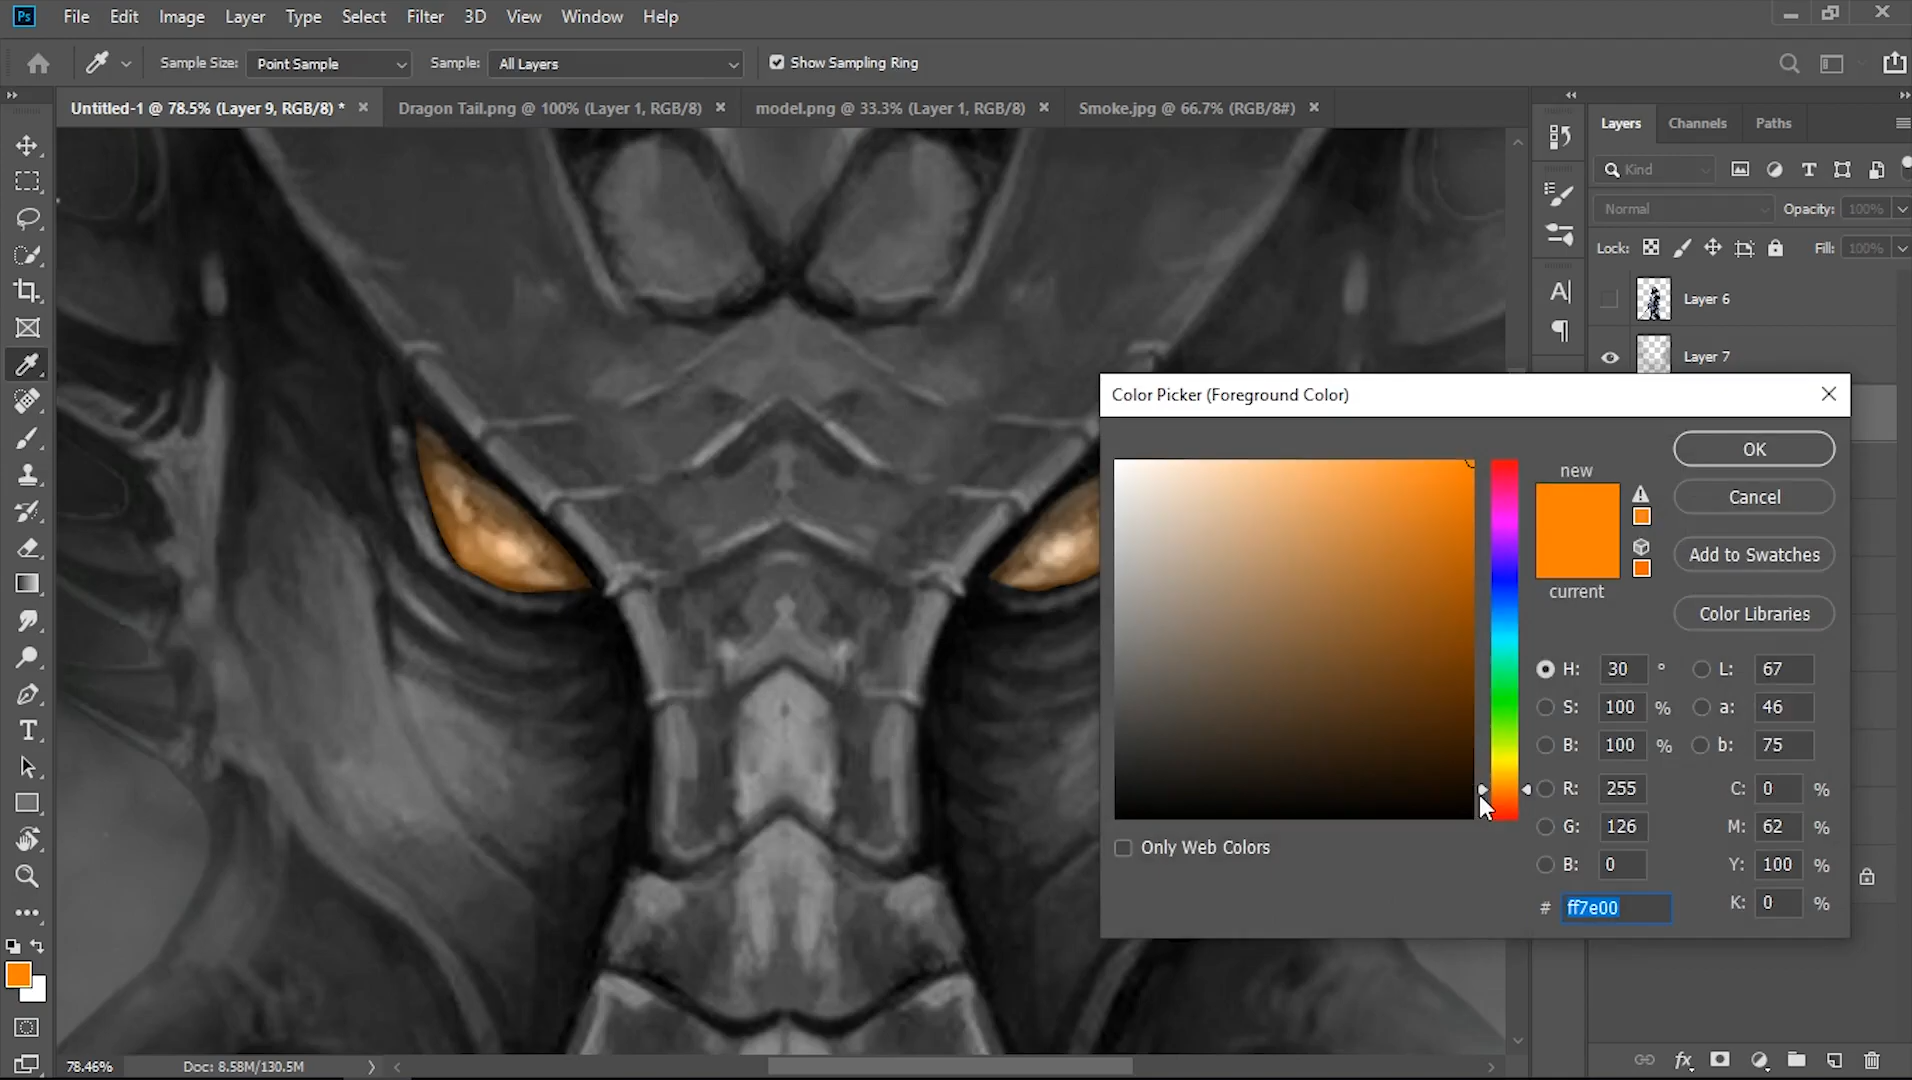 Ps File Edit Image Layer Type Select Filter 3D View Window Help
Sample Size: Point Sample Sample: All Layers Show Sampling Ring
Untitled-1 @ 78.5% (Layer 9, RGB/8) * Dragon Tail.png @ 100% (Layer 1, RGB/8) model.png @ 33.3% (Layer 1, RGB/8) Smoke.jpg @ 66.7% (RGB/8#)
Layers Channels Paths
Kind
Normal Opacity: 100%
Lock: Fill: 100%
Layer 6
Layer 7
Color Picker (Foreground Color)
new
current
OK
Cancel
Add to Swatches
Color Libraries
H: 30 ° L: 67
S: 100 % a: 46
B: 100 % b: 75
R: 255 C: 0 %
G: 126 M: 62 %
B: 0 Y: 100 %
# ff7e00 K: 0 %
Only Web Colors
78.46% Doc: 8.58M/130.5M